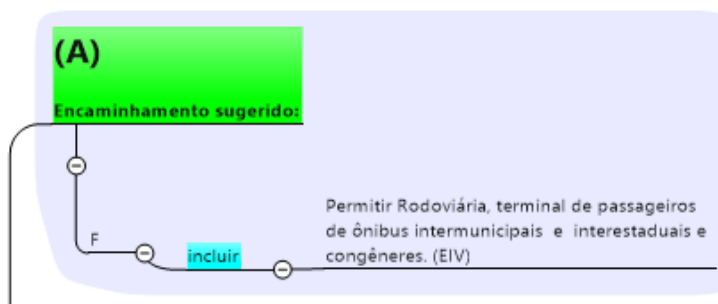 (A)
Encaminhamento sugerido:
F
incluir
Permitir Rodoviária, terminal de passageiros
de ônibus intermunicipais e interestaduais e
congêneres. (EIV)